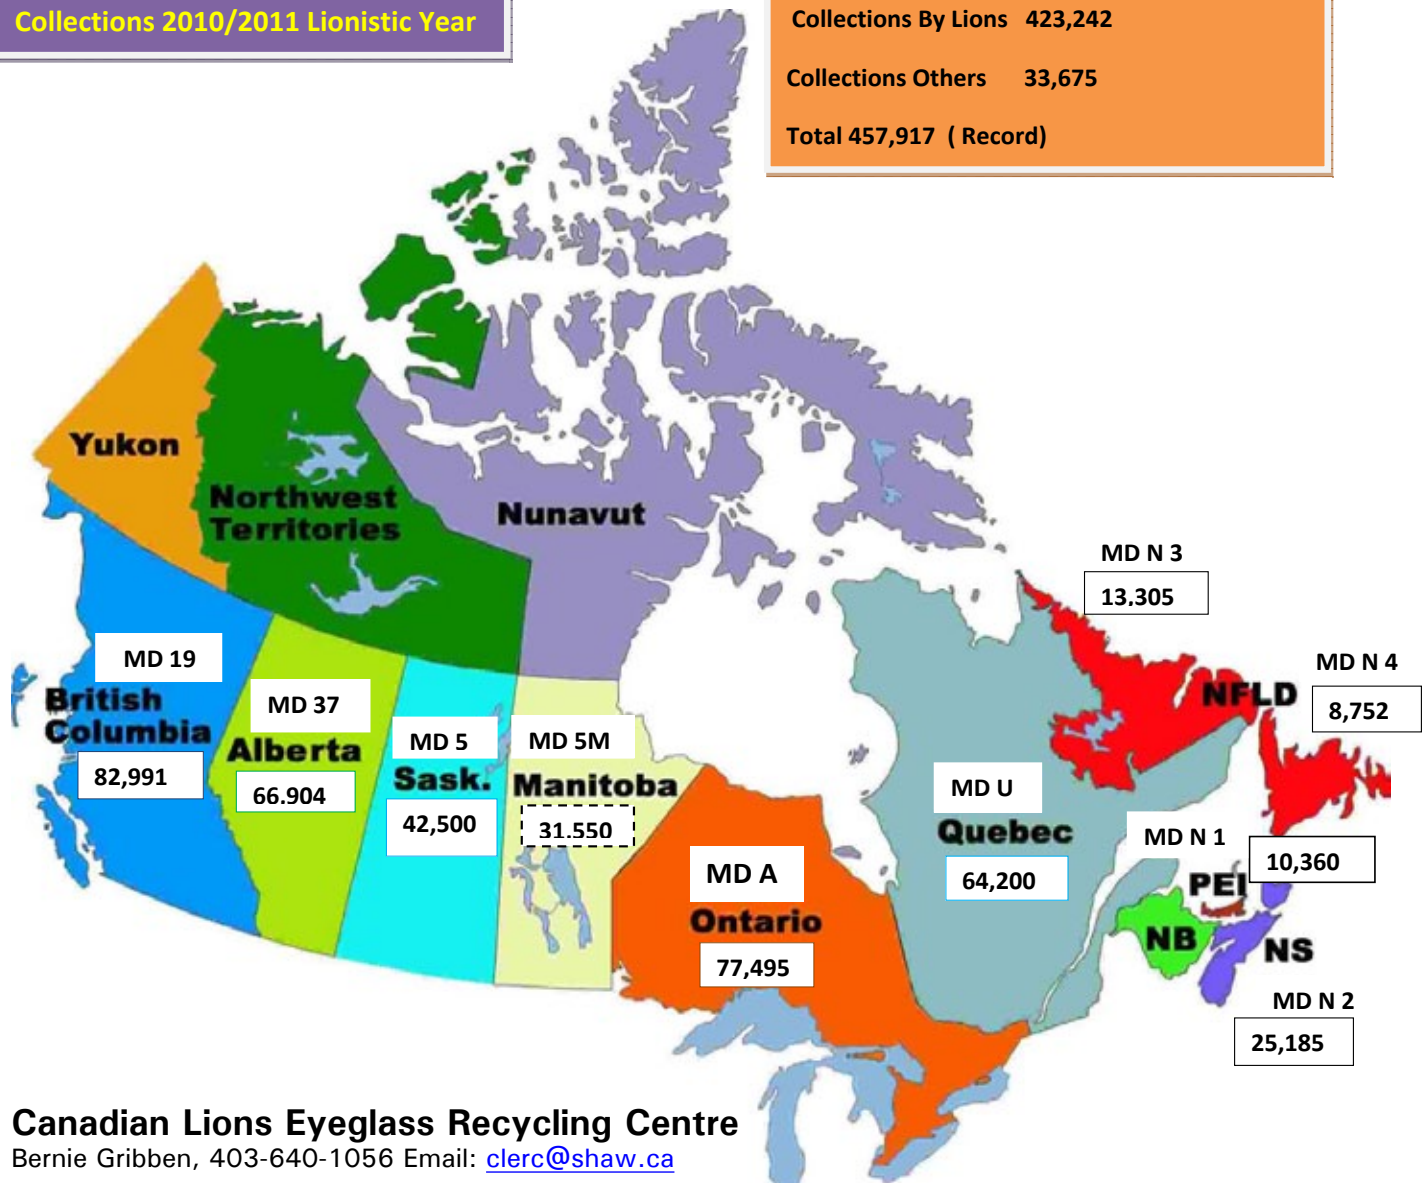 Collections 2010/2011 Lionistic Year
Collections By Lions 423,242
Collections Others 33,675
Total 457,917 ( Record)
Yukon
Northwest
Territories
Nunavut
MD N 3
13.305
MD N 4
8,752
NFLD
MD 19
British
Columbia
82,991
MD 37
Alberta
66.904
MD 5
Sask.
42,500
MD 5M
Manitoba
31.550
MD A
Ontario
77,495
MD U
Quebec
64,200
MD N 1
10,360
PEI
NB
NS
MD N 2
25,185
Canadian Lions Eyeglass Recycling Centre
Bernie Gribben, 403-640-1056 Email: clerc@shaw.ca